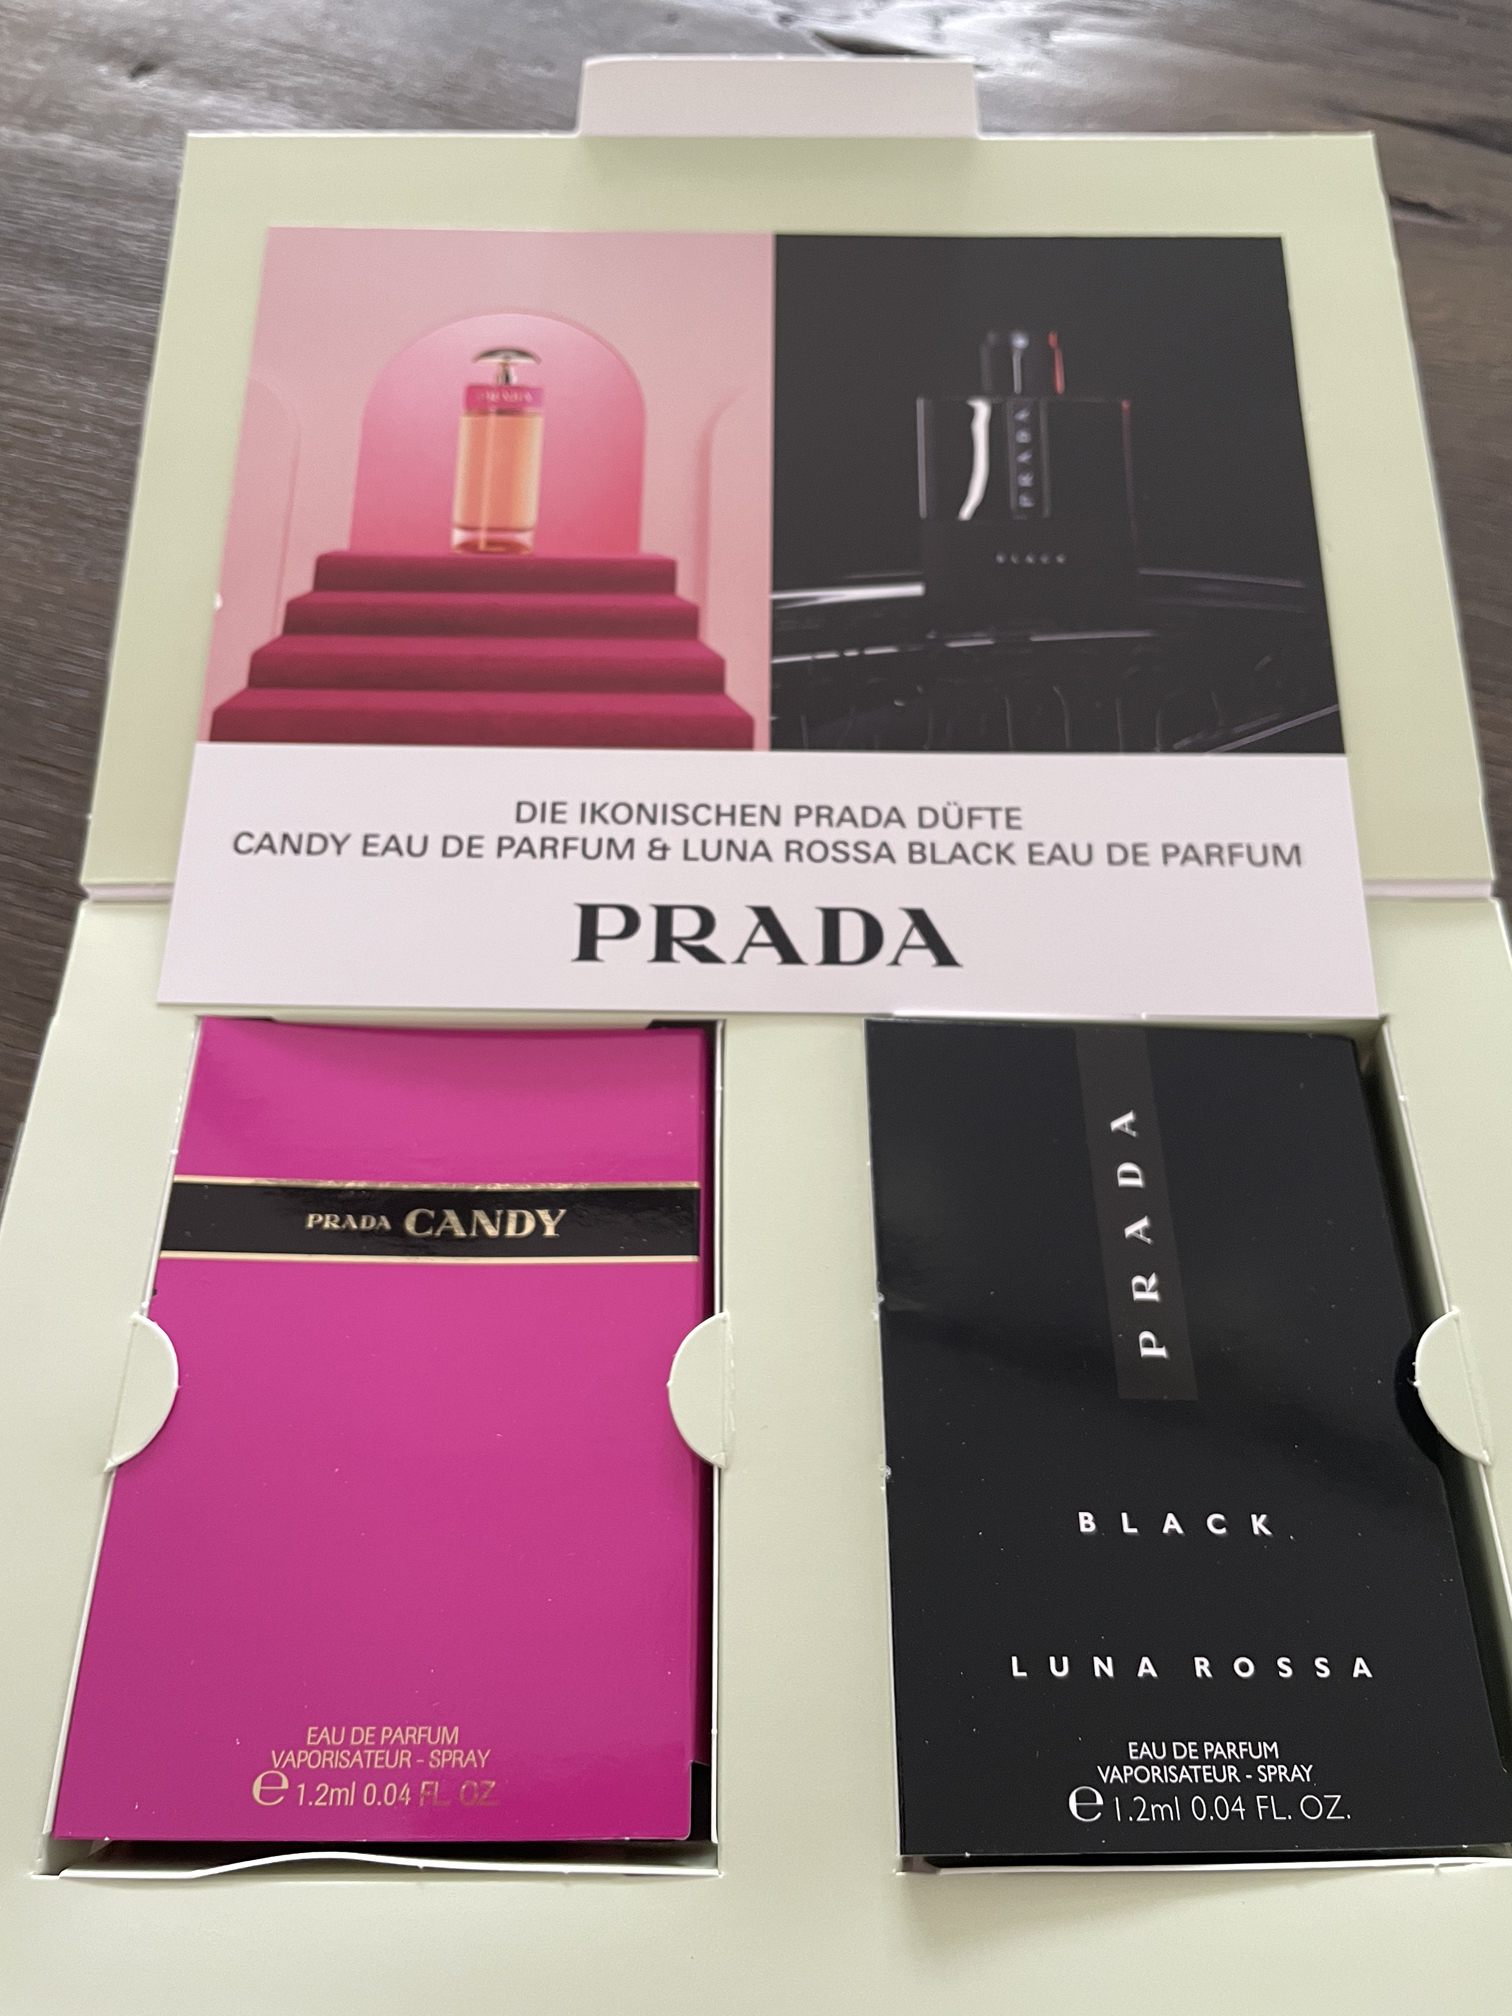 PRADA
PRADA
BLACK
DIE IKONISCHEN PRADA DÜFTE
CANDY EAU DE PARFUM & LUNA ROSSA BLACK EAU DE PARFUM
PRADA
PRADA CANDY
EAU DE PARFUM
VAPORISATEUR - SPRAY
e 1.2ml 0.04 FL. OZ.
PRADA
BLACK
LUNA ROSSA
EAU DE PARFUM
VAPORISATEUR - SPRAY
e 1.2ml 0.04 FL. OZ.